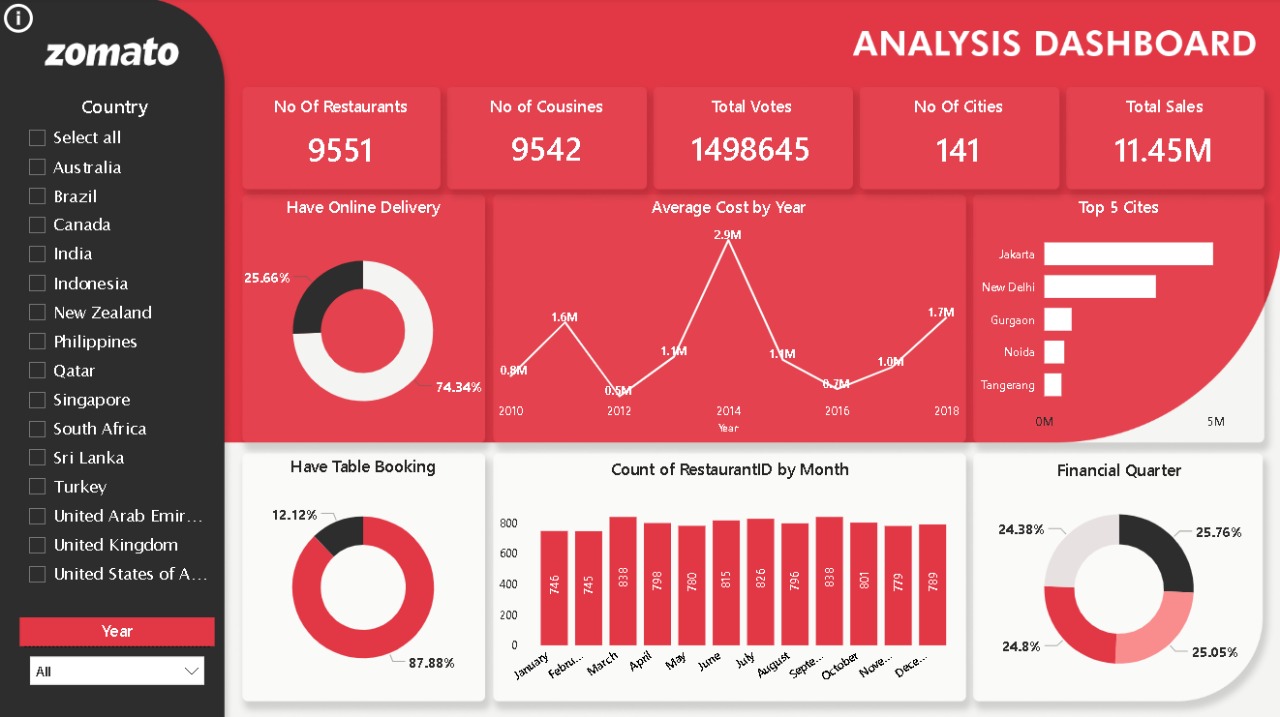 i
zomato
ANALYSIS DASHBOARD
Country
Select all
Australia
Brazil
Canada
India
Indonesia
New Zealand
Philippines
Qatar
Singapore
South Africa
Sri Lanka
Turkey
United Arab Emir...
United Kingdom
United States of A...
Year
All
No Of Restaurants
9551
No of Cousines
9542
Total Votes
1498645
No Of Cities
141
Total Sales
11.45M
Have Online Delivery
25.66%
74.34%
Average Cost by Year
0.8M
1.6M
0.5M
1.1M
2.9M
1.1M
0.7M
1.0M
1.7M
2010 2012 2014 2016 2018
Year
Top 5 Cites
Jakarta
New Delhi
Gurgaon
Noida
Tangerang
0M 5M
Have Table Booking
12.12%
87.88%
Count of RestaurantID by Month
800
600
400
200
0
746 745 838 798 780 815 826 796 838 801 779 789
January Febru... March April May June July August Septe... October Nove... Dece...
Financial Quarter
24.38%
25.76%
24.8%
25.05%